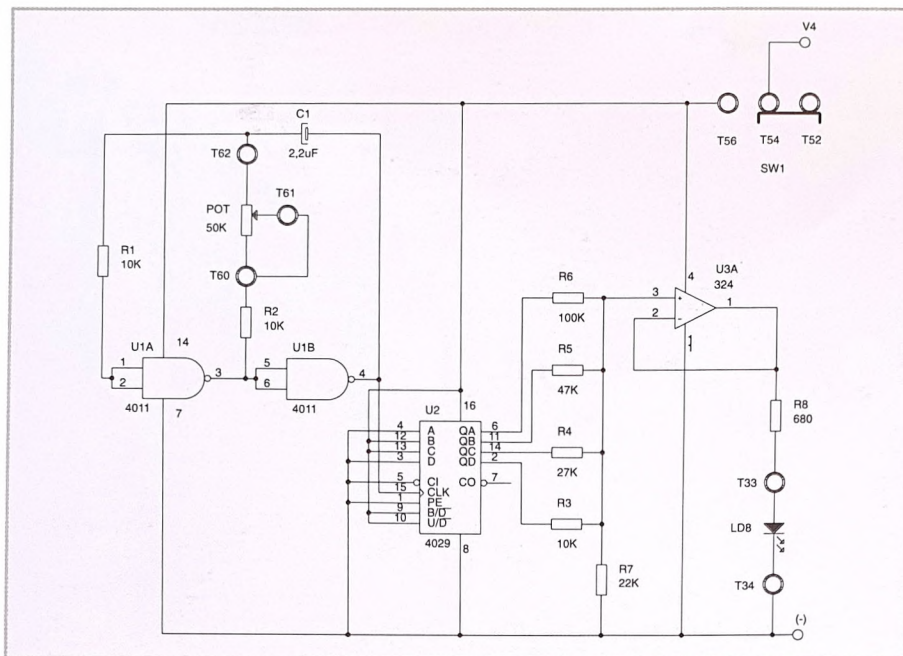 V4
C1
2,2uF
T56
T54
T52
SW1
T62
T61
POT
50K
T60
R1
10K
R2
10K
U1A
14
1
2
3
4011
7
U1B
5
6
4
4011
R6
100K
R5
47K
R4
27K
R3
10K
R7
22K
U3A
324
4
3
+
2
-
1
11
R8
680
T33
LD8
T34
(-)
U2
16
4 A QA 6
12 B QB 11
13 C QC 14
3 D QD 2
5 CI CO 7
15 CLK
1 PE
9 B/D
10 U/D
4029
8